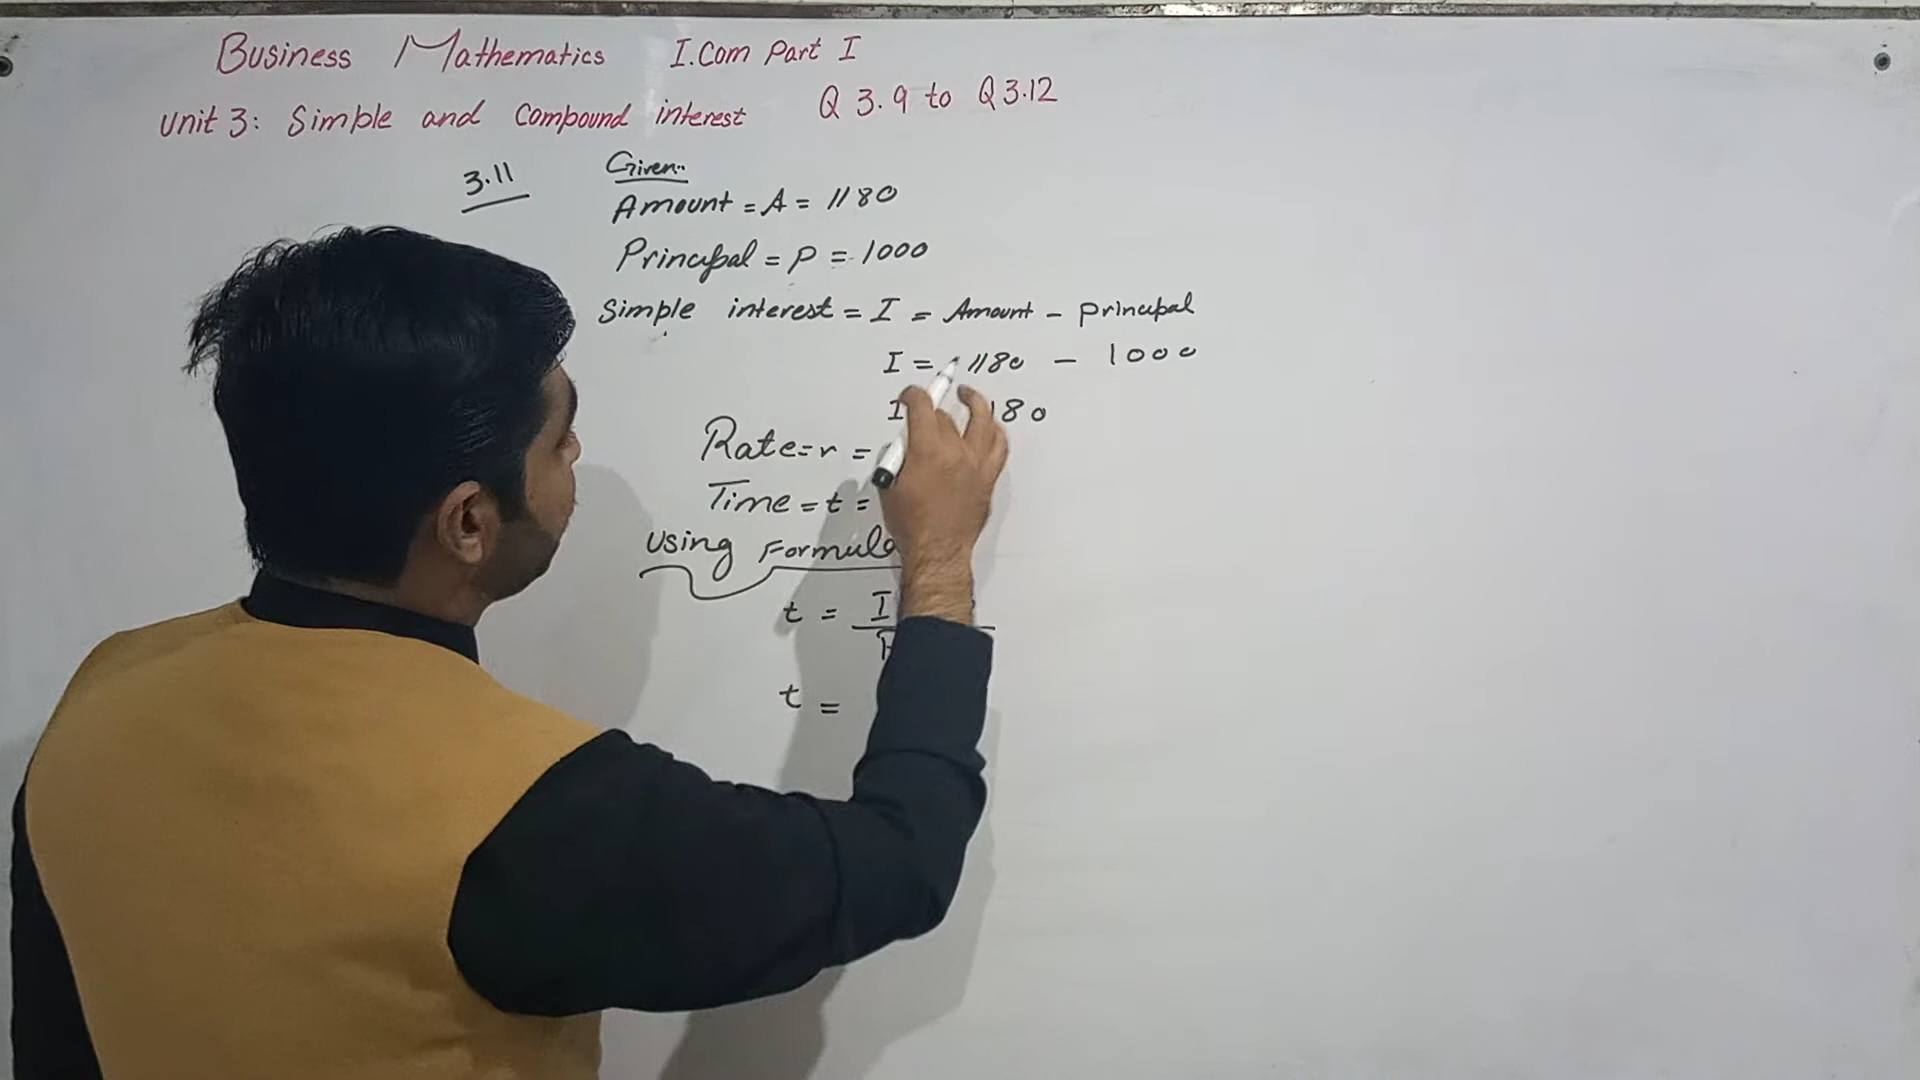 Business Mathematics I.Com Part I
Unit 3: Simple and Compound interest Q 3.9 to Q 3.12
3.11 Given:-
Amount = A = 1180
Principal = P = 1000
Simple interest = I = Amount - Principal
I = 1180 - 1000
I 180
Rate = r =
Time = t =
Using Formula
t = I
t =